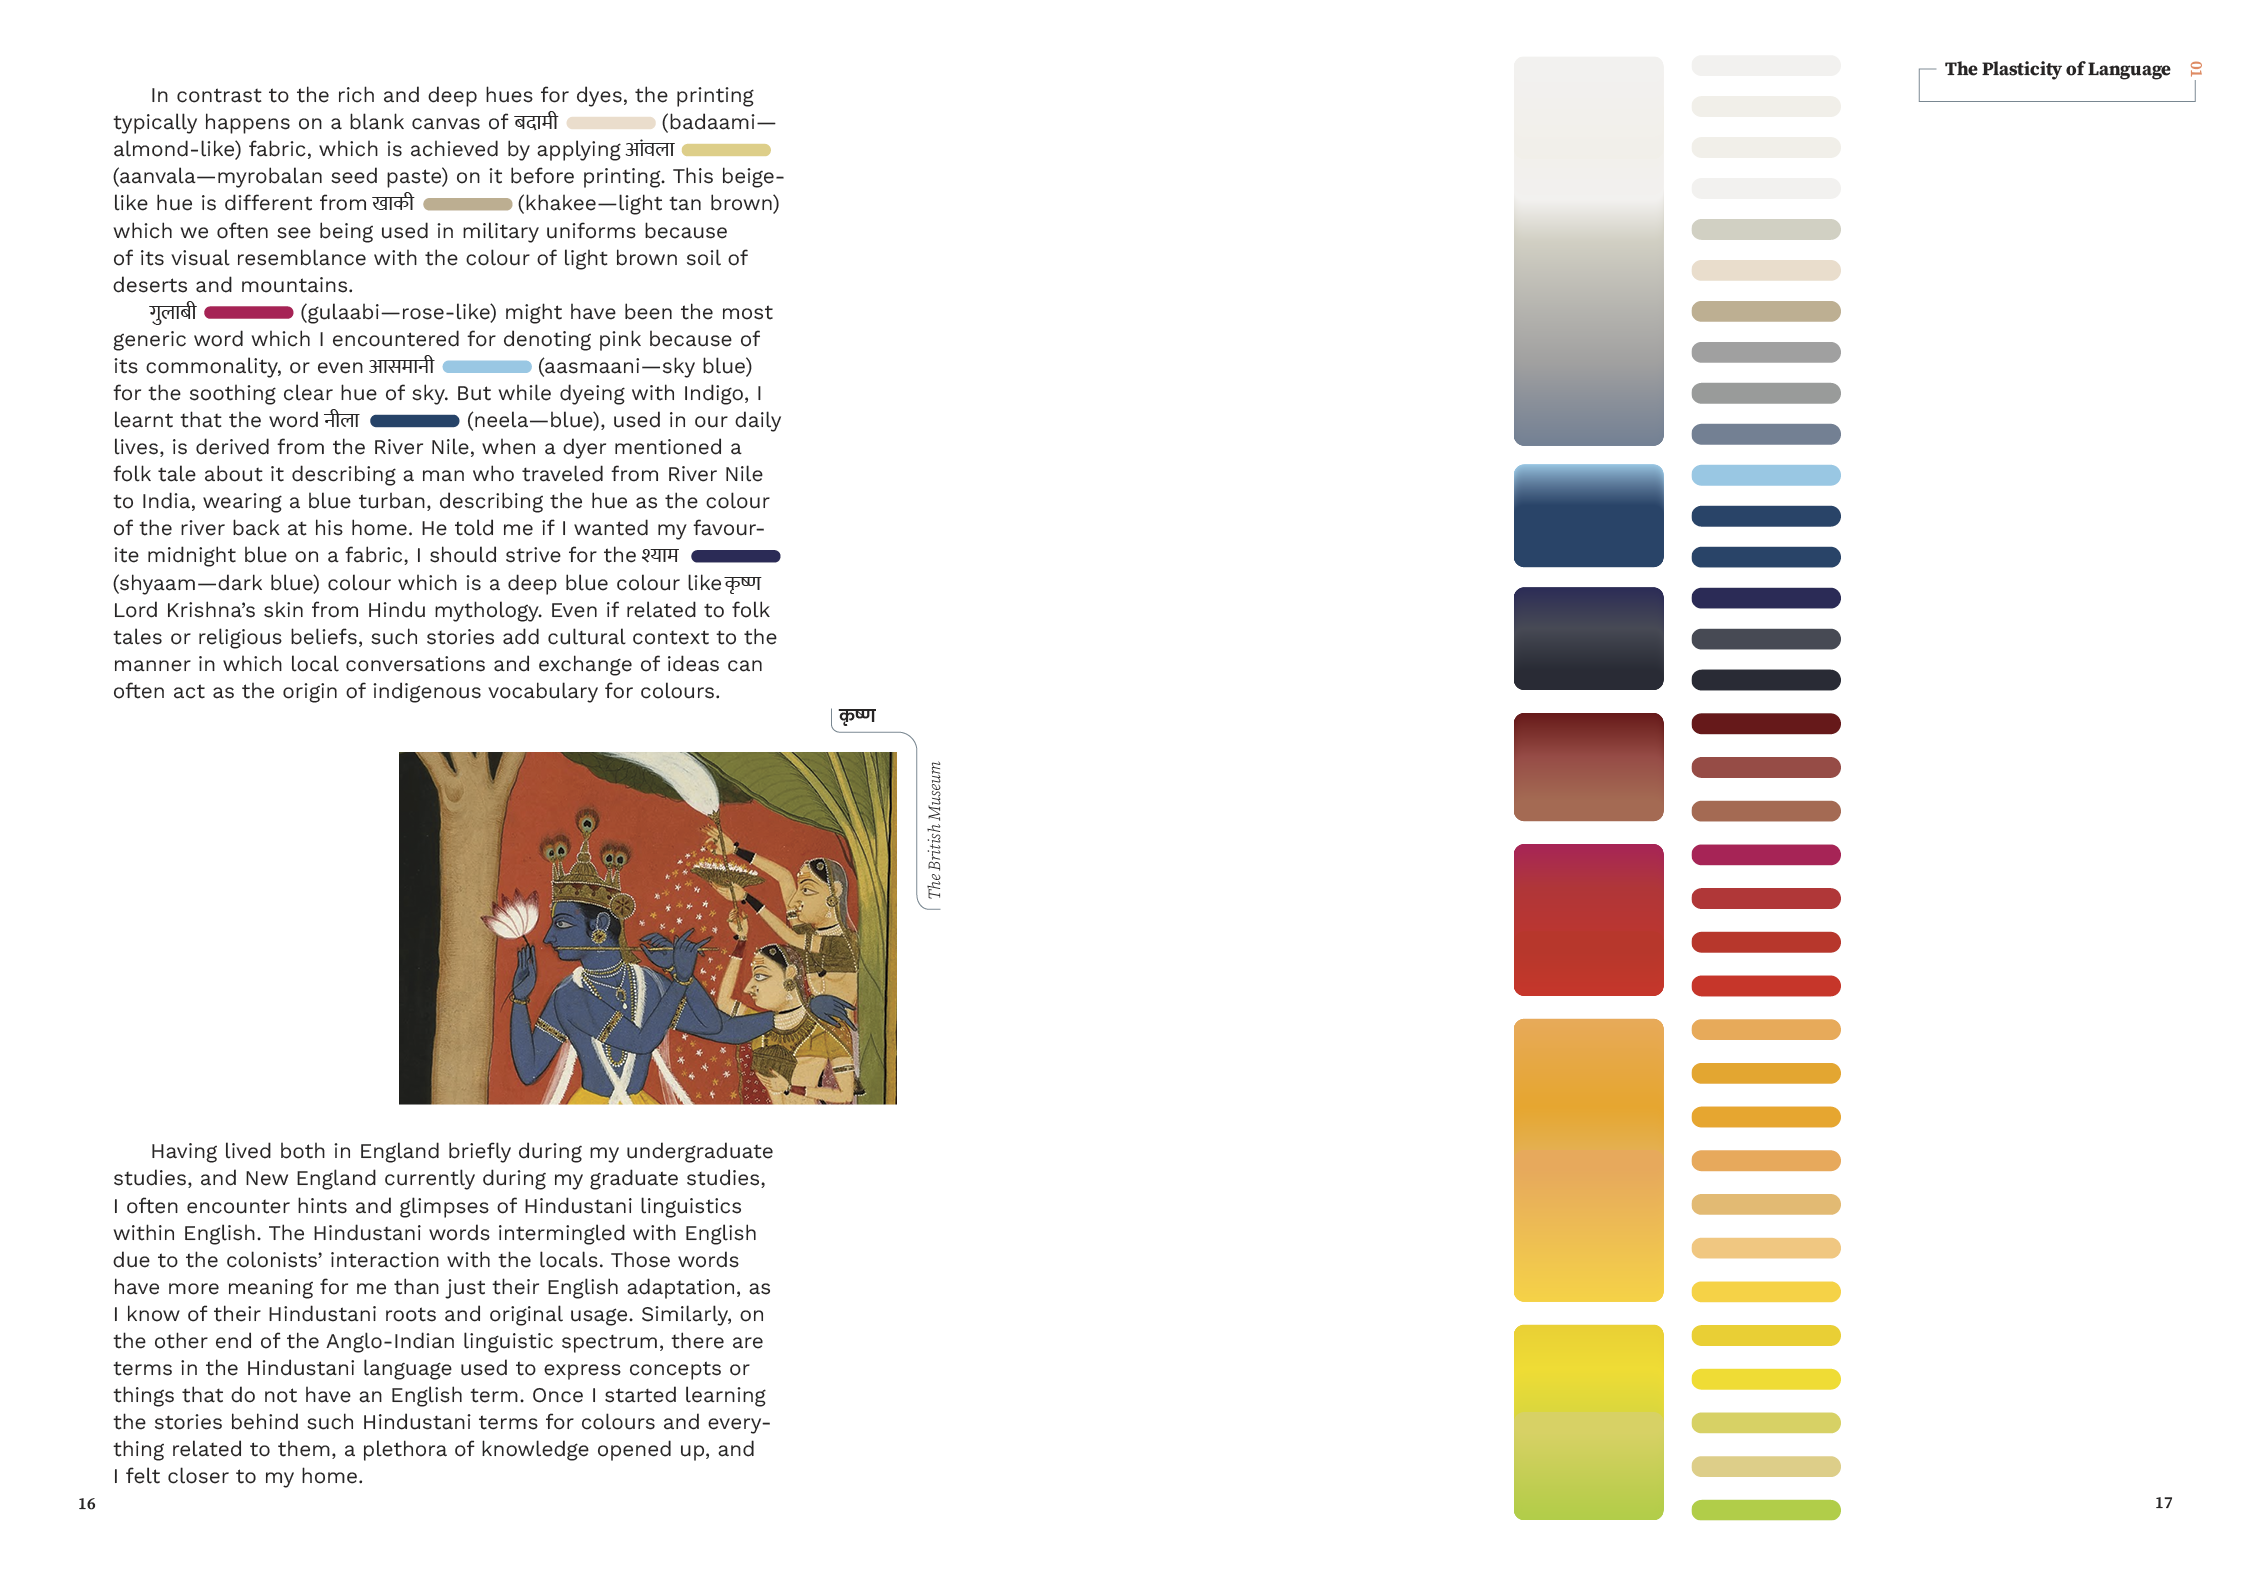 In contrast to the rich and deep hues for dyes, the printing
typically happens on a blank canvas of बदामी (badaami—
almond-like) fabric, which is achieved by applying आंवला
(aanvala—myrobalan seed paste) on it before printing. This beige-
like hue is different from खाकी (khakee—light tan brown)
which we often see being used in military uniforms because
of its visual resemblance with the colour of light brown soil of
deserts and mountains.
गुलाबी (gulaabi—rose-like) might have been the most
generic word which I encountered for denoting pink because of
its commonality, or even आसमानी (aasmaani—sky blue)
for the soothing clear hue of sky. But while dyeing with Indigo, I
learnt that the word नीला (neela—blue), used in our daily
lives, is derived from the River Nile, when a dyer mentioned a
folk tale about it describing a man who traveled from River Nile
to India, wearing a blue turban, describing the hue as the colour
of the river back at his home. He told me if I wanted my favour-
ite midnight blue on a fabric, I should strive for the श्याम
(shyaam—dark blue) colour which is a deep blue colour like कृष्ण
Lord Krishna’s skin from Hindu mythology. Even if related to folk
tales or religious beliefs, such stories add cultural context to the
manner in which local conversations and exchange of ideas can
often act as the origin of indigenous vocabulary for colours.
कृष्ण
The British Museum
Having lived both in England briefly during my undergraduate
studies, and New England currently during my graduate studies,
I often encounter hints and glimpses of Hindustani linguistics
within English. The Hindustani words intermingled with English
due to the colonists’ interaction with the locals. Those words
have more meaning for me than just their English adaptation, as
I know of their Hindustani roots and original usage. Similarly, on
the other end of the Anglo-Indian linguistic spectrum, there are
terms in the Hindustani language used to express concepts or
things that do not have an English term. Once I started learning
the stories behind such Hindustani terms for colours and every-
thing related to them, a plethora of knowledge opened up, and
I felt closer to my home.
16
The Plasticity of Language
01
17